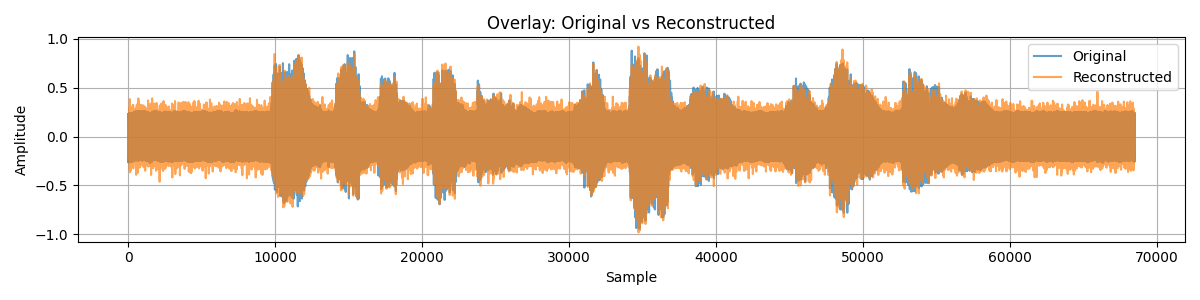 Overlay: Original vs Reconstructed
Original
Reconstructed
Amplitude
1.0
0.5
0.0
−0.5
−1.0
0 10000 20000 30000 40000 50000 60000 70000
Sample